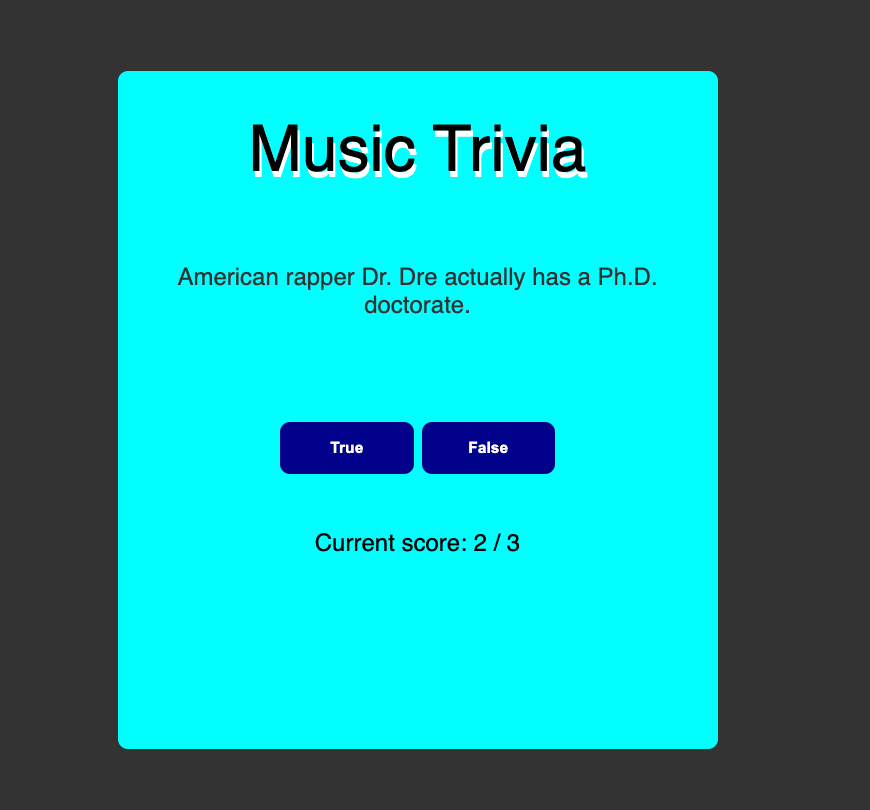 Music Trivia
American rapper Dr. Dre actually has a Ph.D.
doctorate.
True False
Current score: 2 / 3